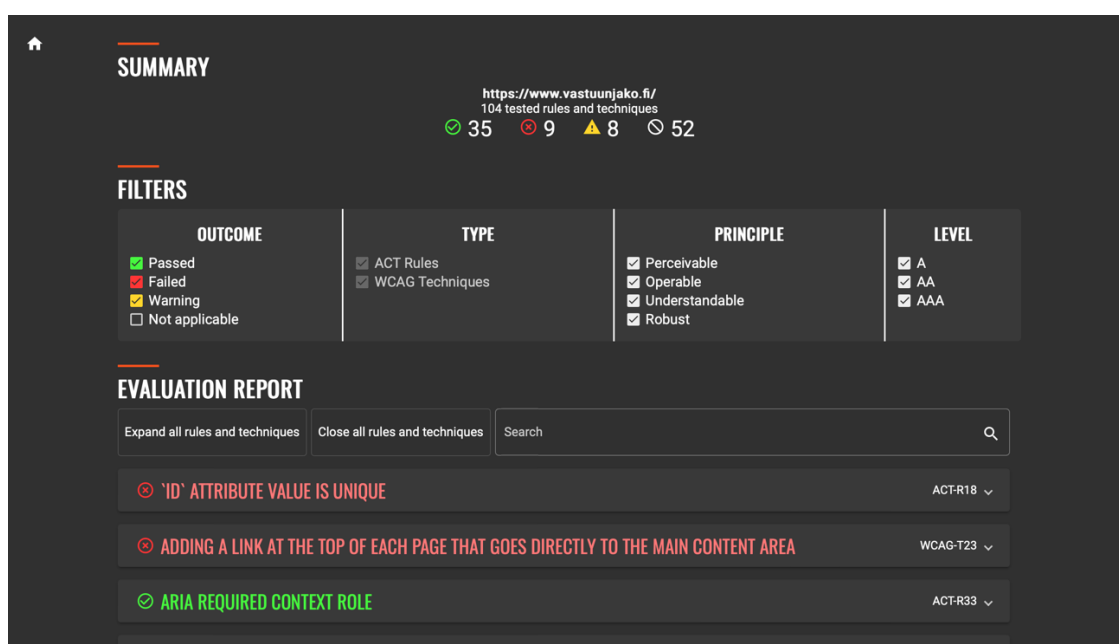 SUMMARY
https://www.vastuunjako.fi/
104 tested rules and techniques
35 9 8 52
FILTERS
OUTCOME
Passed
Failed
Warning
Not applicable
TYPE
ACT Rules
WCAG Techniques
PRINCIPLE
Perceivable
Operable
Understandable
Robust
LEVEL
A
AA
AAA
EVALUATION REPORT
Expand all rules and techniques
Close all rules and techniques
Search
`ID` ATTRIBUTE VALUE IS UNIQUE ACT-R18
ADDING A LINK AT THE TOP OF EACH PAGE THAT GOES DIRECTLY TO THE MAIN CONTENT AREA WCAG-T23
ARIA REQUIRED CONTEXT ROLE ACT-R33